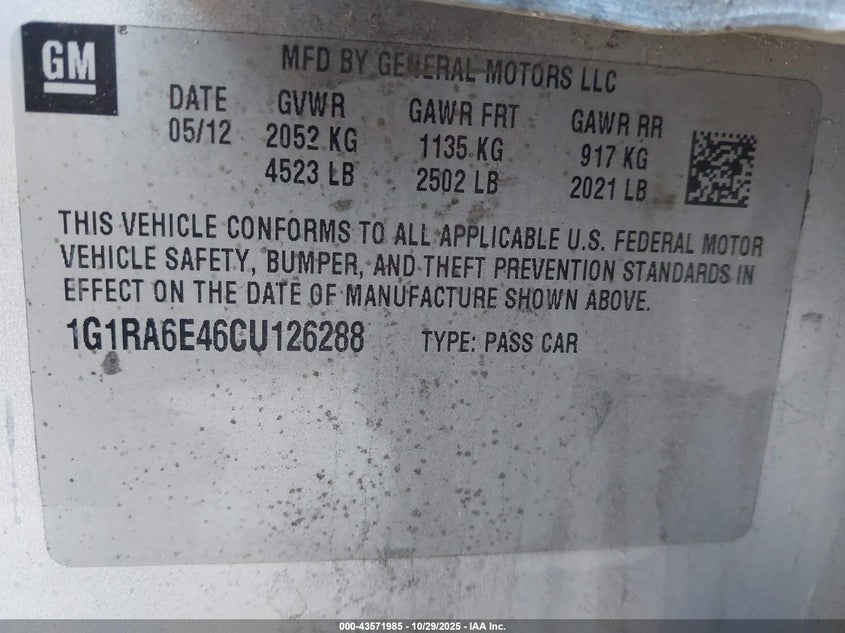 GM
MFD BY GENERAL MOTORS LLC
DATE GVWR GAWR FRT GAWR RR
05/12 2052 KG 1135 KG 917 KG
4523 LB 2502 LB 2021 LB
THIS VEHICLE CONFORMS TO ALL APPLICABLE U.S. FEDERAL MOTOR
VEHICLE SAFETY, BUMPER, AND THEFT PREVENTION STANDARDS IN
EFFECT ON THE DATE OF MANUFACTURE SHOWN ABOVE.
1G1RA6E46CU126288 TYPE: PASS CAR
000-43571985 - 10/29/2025 - IAA Inc.